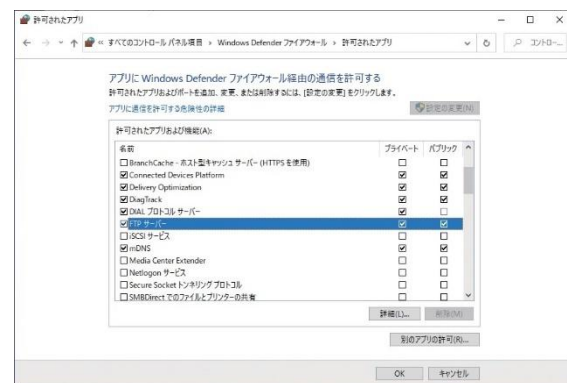 許可されたアプリ
« すべてのコントロール パネル項目 › Windows Defender ファイアウォール › 許可されたアプリ
コントロー...
アプリに Windows Defender ファイアウォール経由の通信を許可する
許可されたアプリおよびポートを追加、変更、または削除するには、[設定の変更] をクリックします。
アプリに通信を許可する危険性の詳細
設定の変更(N)
許可されたアプリおよび機能(A):
名前 プライベート パブリック
BranchCache - ホスト型キャッシュ サーバー (HTTPS を使用)
Connected Devices Platform
Delivery Optimization
DiagTrack
DIAL プロトコル サーバー
FTP サーバー
iSCSI サービス
mDNS
Media Center Extender
Netlogon サービス
Secure Socket トンネリング プロトコル
SMBDirect でのファイルとプリンターの共有
詳細(L)... 削除(M)
別のアプリの許可(R)...
OK キャンセル